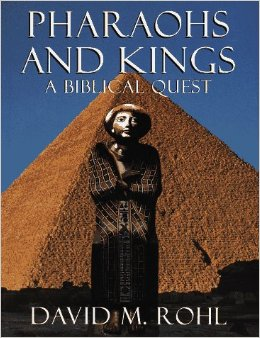 PHARAOHS
AND KINGS
A BIBLICAL QUEST
DAVID M. ROHL